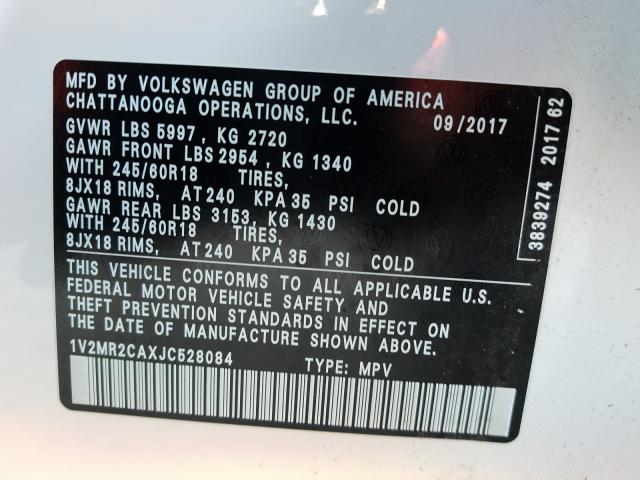 MFD BY VOLKSWAGEN GROUP OF AMERICA
CHATTANOOGA OPERATIONS, LLC. 09/2017
GVWR LBS 5997 , KG 2720
GAWR FRONT LBS 2954 , KG 1340
WITH 245/60R18 TIRES,
8JX18 RIMS, AT 240 KPA 35 PSI COLD
GAWR REAR LBS 3153, KG 1430
WITH 245/60R18 TIRES,
8JX18 RIMS, AT 240 KPA 35 PSI COLD
THIS VEHICLE CONFORMS TO ALL APPLICABLE U.S.
FEDERAL MOTOR VEHICLE SAFETY AND
THEFT PREVENTION STANDARDS IN EFFECT ON
THE DATE OF MANUFACTURE SHOWN ABOVE.
1V2MR2CAXJC528084 TYPE: MPV
3839274 2017 62